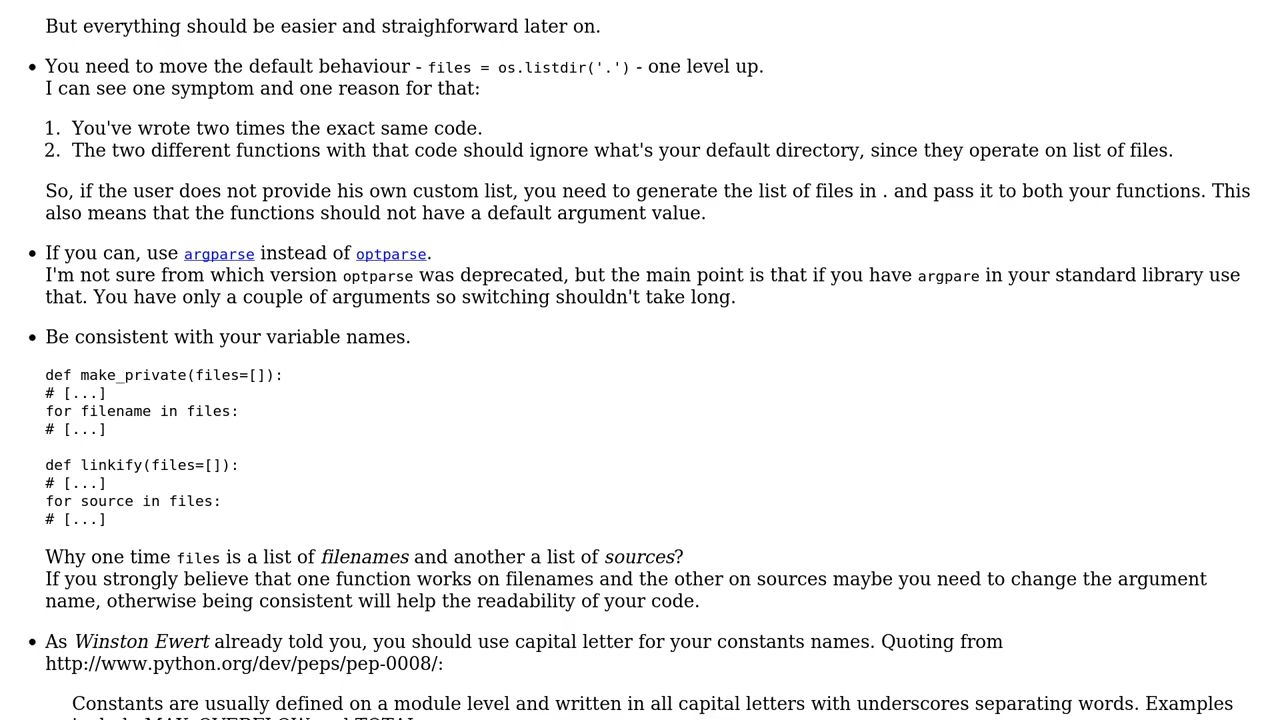 But everything should be easier and straighforward later on.
• You need to move the default behaviour - files = os.listdir('.') - one level up.
I can see one symptom and one reason for that:
1. You've wrote two times the exact same code.
2. The two different functions with that code should ignore what's your default directory, since they operate on list of files.
So, if the user does not provide his own custom list, you need to generate the list of files in . and pass it to both your functions. This
also means that the functions should not have a default argument value.
• If you can, use argparse instead of optparse.
I'm not sure from which version optparse was deprecated, but the main point is that if you have argpare in your standard library use
that. You have only a couple of arguments so switching shouldn't take long.
• Be consistent with your variable names.
def make_private(files=[]):
# [...]
for filename in files:
# [...]
def linkify(files=[]):
# [...]
for source in files:
# [...]
Why one time files is a list of filenames and another a list of sources?
If you strongly believe that one function works on filenames and the other on sources maybe you need to change the argument
name, otherwise being consistent will help the readability of your code.
• As Winston Ewert already told you, you should use capital letter for your constants names. Quoting from
http://www.python.org/dev/peps/pep-0008/:
Constants are usually defined on a module level and written in all capital letters with underscores separating words. Examples
include MAX_OVERFLOW and TOTAL.